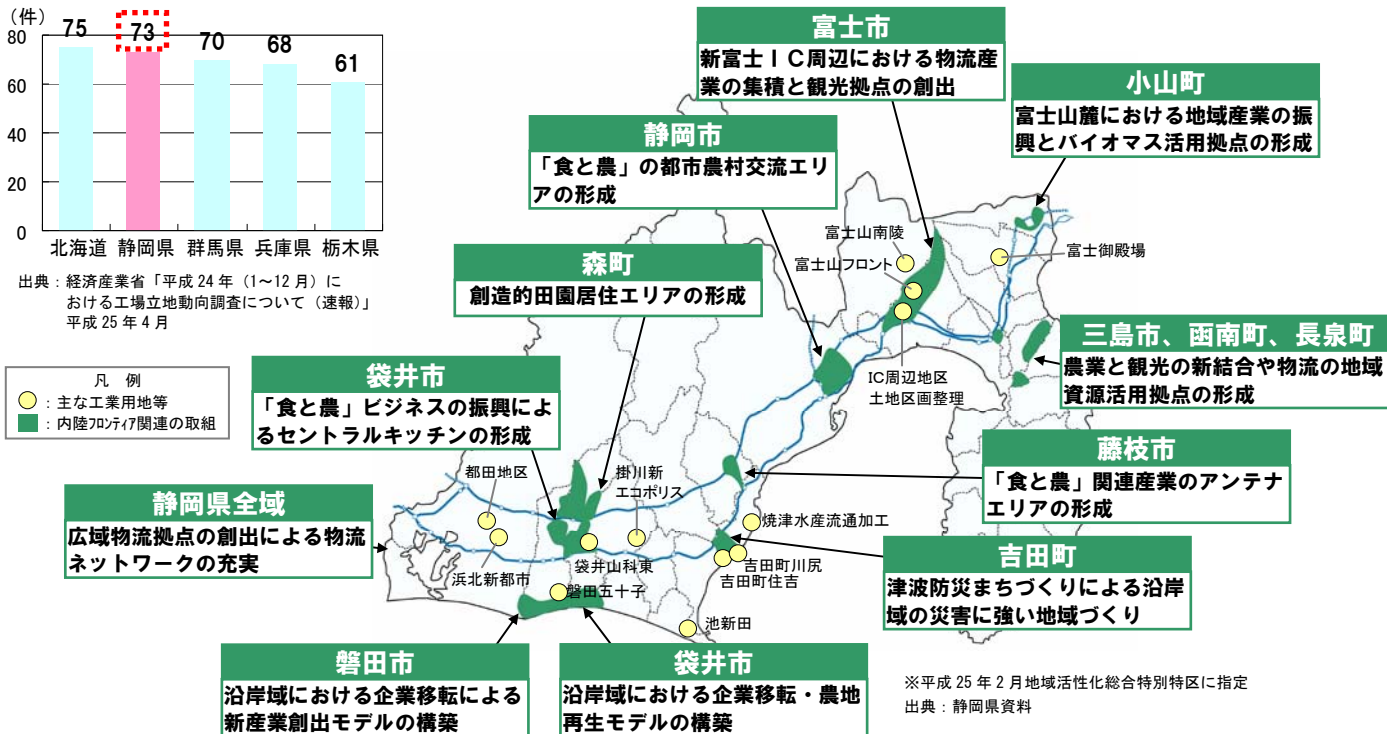 （件）
80
60
40
20
0
75
73
70
68
61
北海道
静岡県
群馬県
兵庫県
栃木県
出典：経済産業省「平成24年（1～12月）に
おける工場立地動向調査について（速報）」
平成25年4月
凡 例
：主な工業用地等
：内陸フロンティア関連の取組
富士市
新富士ＩＣ周辺における物流産
業の集積と観光拠点の創出
小山町
富士山麓における地域産業の振
興とバイオマス活用拠点の形成
静岡市
「食と農」の都市農村交流エリ
アの形成
森町
創造的田園居住エリアの形成
袋井市
「食と農」ビジネスの振興によ
るセントラルキッチンの形成
静岡県全域
広域物流拠点の創出による物流
ネットワークの充実
三島市、函南町、長泉町
農業と観光の新結合や物流の地域
資源活用拠点の形成
藤枝市
「食と農」関連産業のアンテナ
エリアの形成
吉田町
津波防災まちづくりによる沿岸
域の災害に強い地域づくり
磐田市
沿岸域における企業移転による
新産業創出モデルの構築
袋井市
沿岸域における企業移転・農地
再生モデルの構築
富士山南陵
富士山フロント
富士御殿場
IC周辺地区
土地区画整理
都田地区
掛川新
エコポリス
浜北新都市
袋井山科東
磐田五十子
焼津水産流通加工
吉田町川尻
吉田町住吉
池新田
※平成25年2月地域活性化総合特別特区に指定
出典：静岡県資料